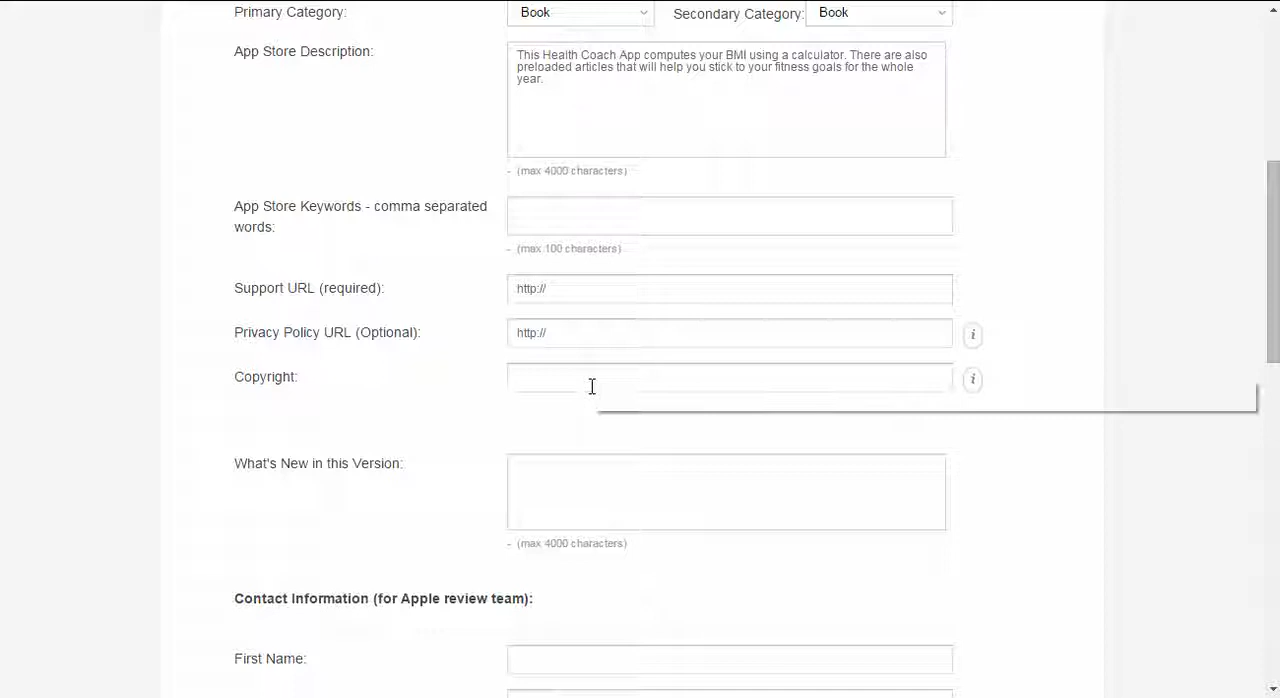 Primary Category: Book Secondary Category: Book
App Store Description:
This Health Coach App computes your BMI using a calculator. There are also
preloaded articles that will help you stick to your fitness goals for the whole
year.
- (max 4000 characters)
App Store Keywords - comma separated
words:
- (max 100 characters)
Support URL (required): http://
Privacy Policy URL (Optional): http:// i
Copyright: i
What's New in this Version:
- (max 4000 characters)
Contact Information (for Apple review team):
First Name: